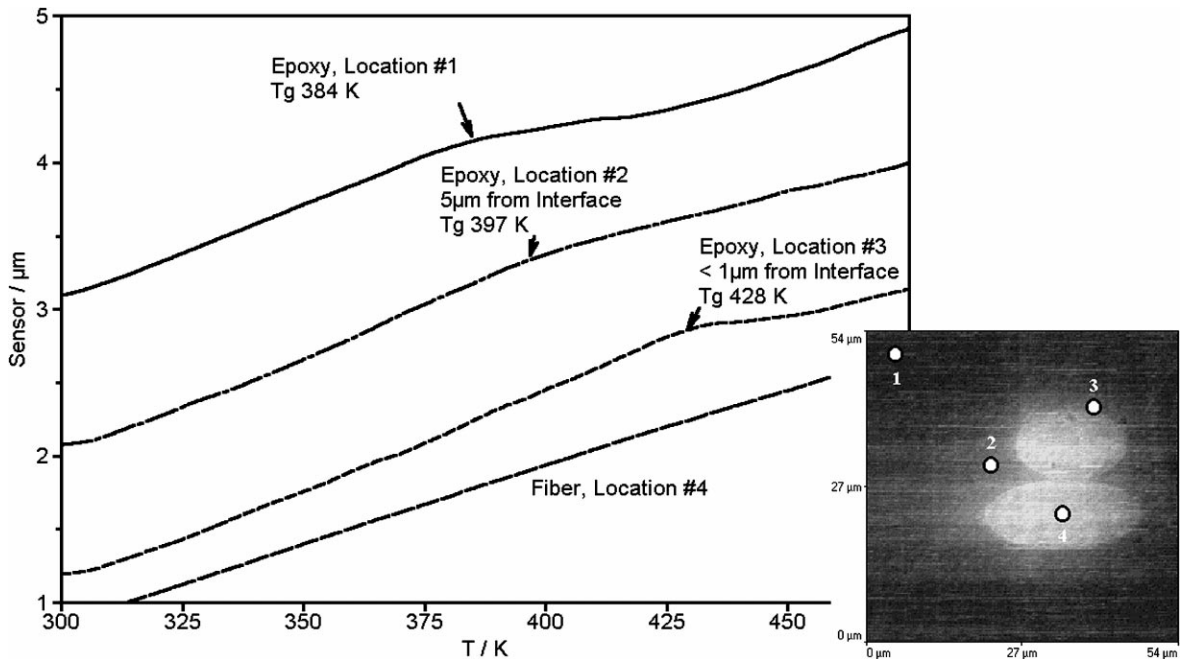 5
4
3
2
1
Sensor / µm
300
325
350
375
400
425
450
T / K
Epoxy, Location #1
Tg 384 K
Epoxy, Location #2
5µm from Interface
Tg 397 K
Epoxy, Location #3
< 1µm from Interface
Tg 428 K
Fiber, Location #4
54 µm
27 µm
0 µm
1
3
2
4
0 µm
27 µm
54 µm